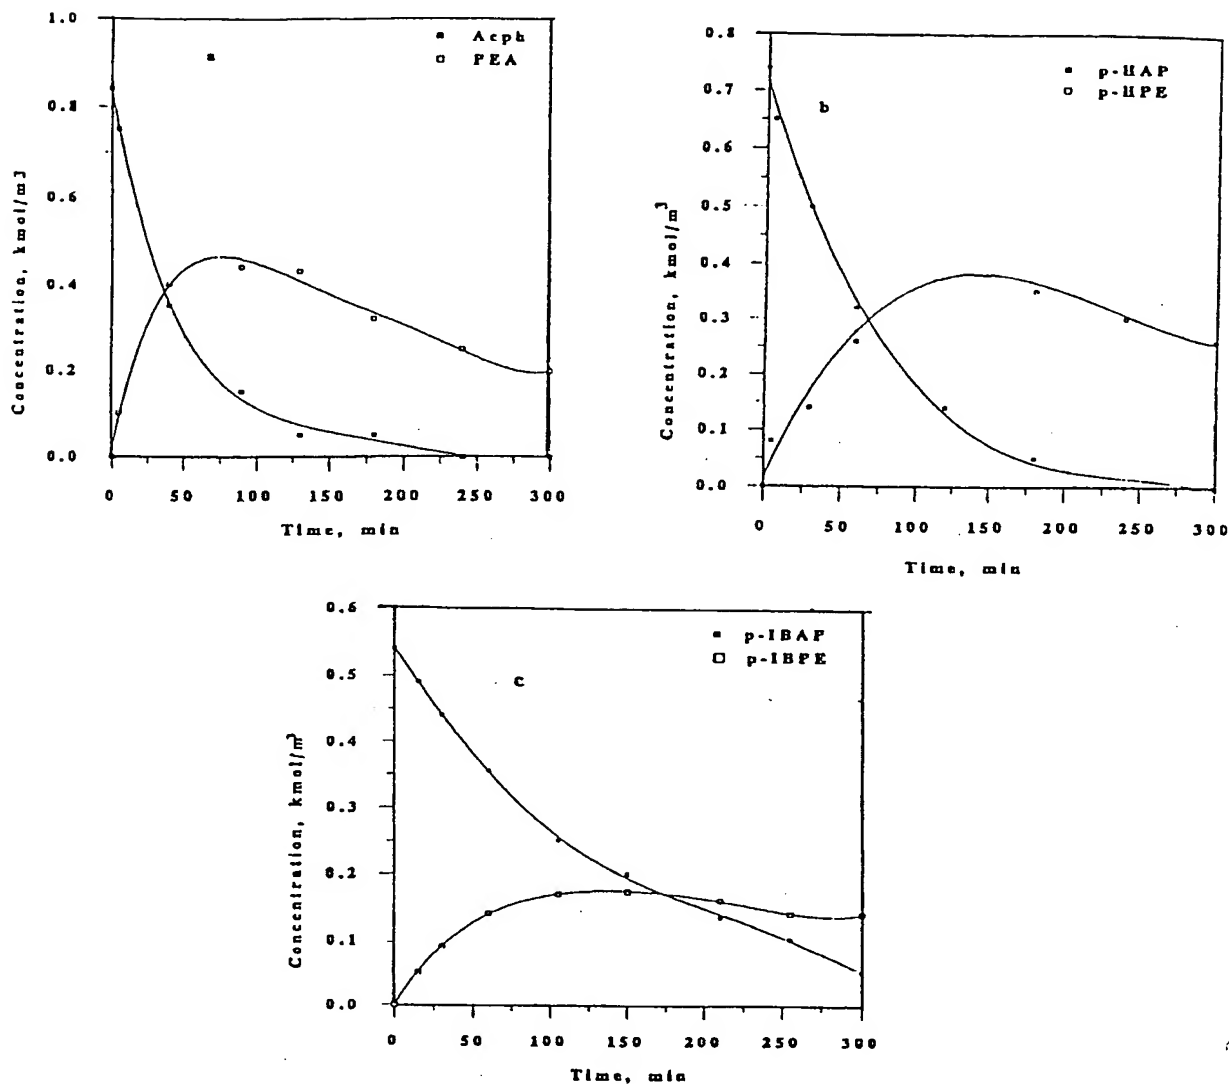 1.0
0.8
0.6
0.4
0.2
0.0
Concentration, kmol/m3
Acph
PEA
0 50 100 150 200 250 300
Time, min
0.8
0.7
0.6
0.5
0.4
0.3
0.2
0.1
0.0
Concentration, kmol/m³
p-HAP
p-HPE
b
0 50 100 150 200 250 300
Time, min
0.6
0.5
0.4
0.3
0.2
0.1
0.0
Concentration, kmol/m³
p-IBAP
p-IBPE
c
0 50 100 150 200 250 300
Time, min